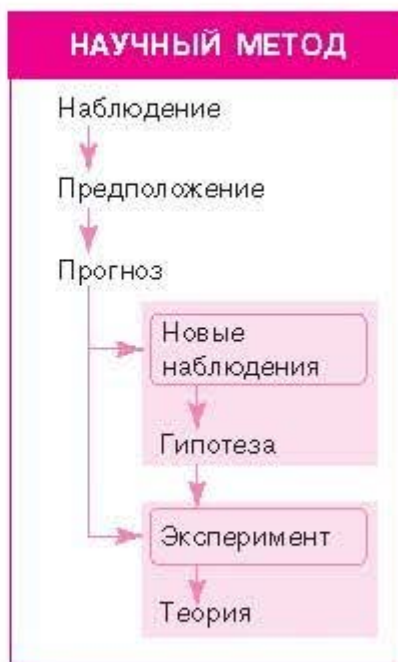 НАУЧНЫЙ МЕТОД
Наблюдение
Предположение
Прогноз
Новые
наблюдения
Гипотеза
Эксперимент
Теория